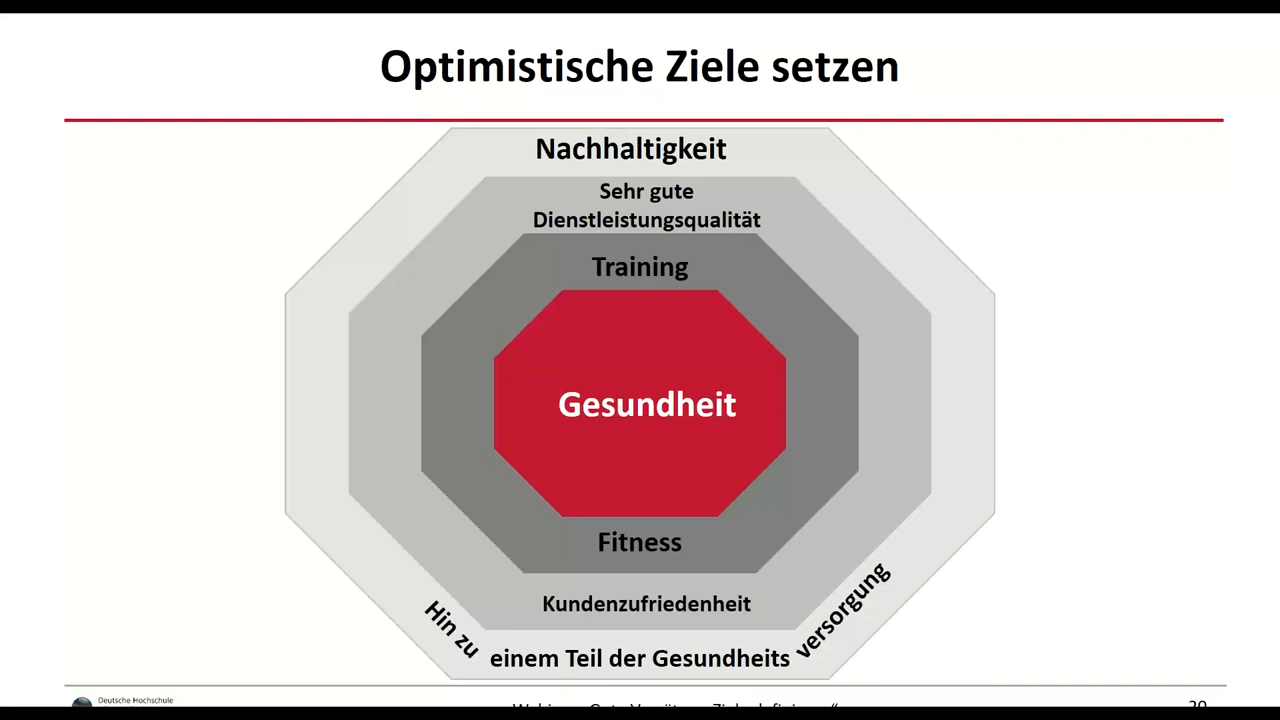 Optimistische Ziele setzen
Nachhaltigkeit
Sehr gute
Dienstleistungsqualität
Training
Gesundheit
Fitness
Kundenzufriedenheit
Hin zu einem Teil der Gesundheits versorgung
Deutsche Hochschule